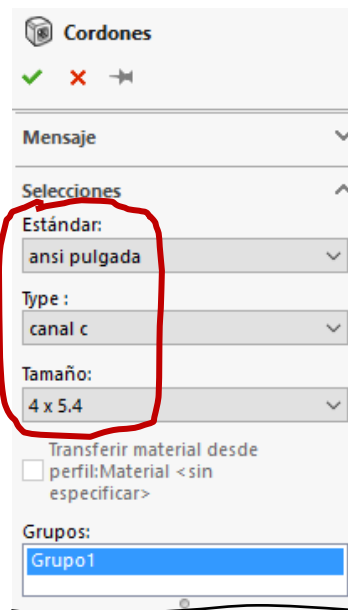 Cordones
Mensaje
Selecciones
Estándar:
ansi pulgada
Type :
canal c
Tamaño:
4 x 5.4
Transferir material desde
perfil:Material <sin
especificar>
Grupos:
Grupo1